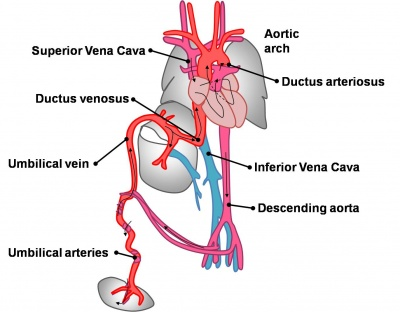 Aortic
arch
Superior Vena Cava
Ductus arteriosus
Ductus venosus
Umbilical vein
Inferior Vena Cava
Descending aorta
Umbilical arteries